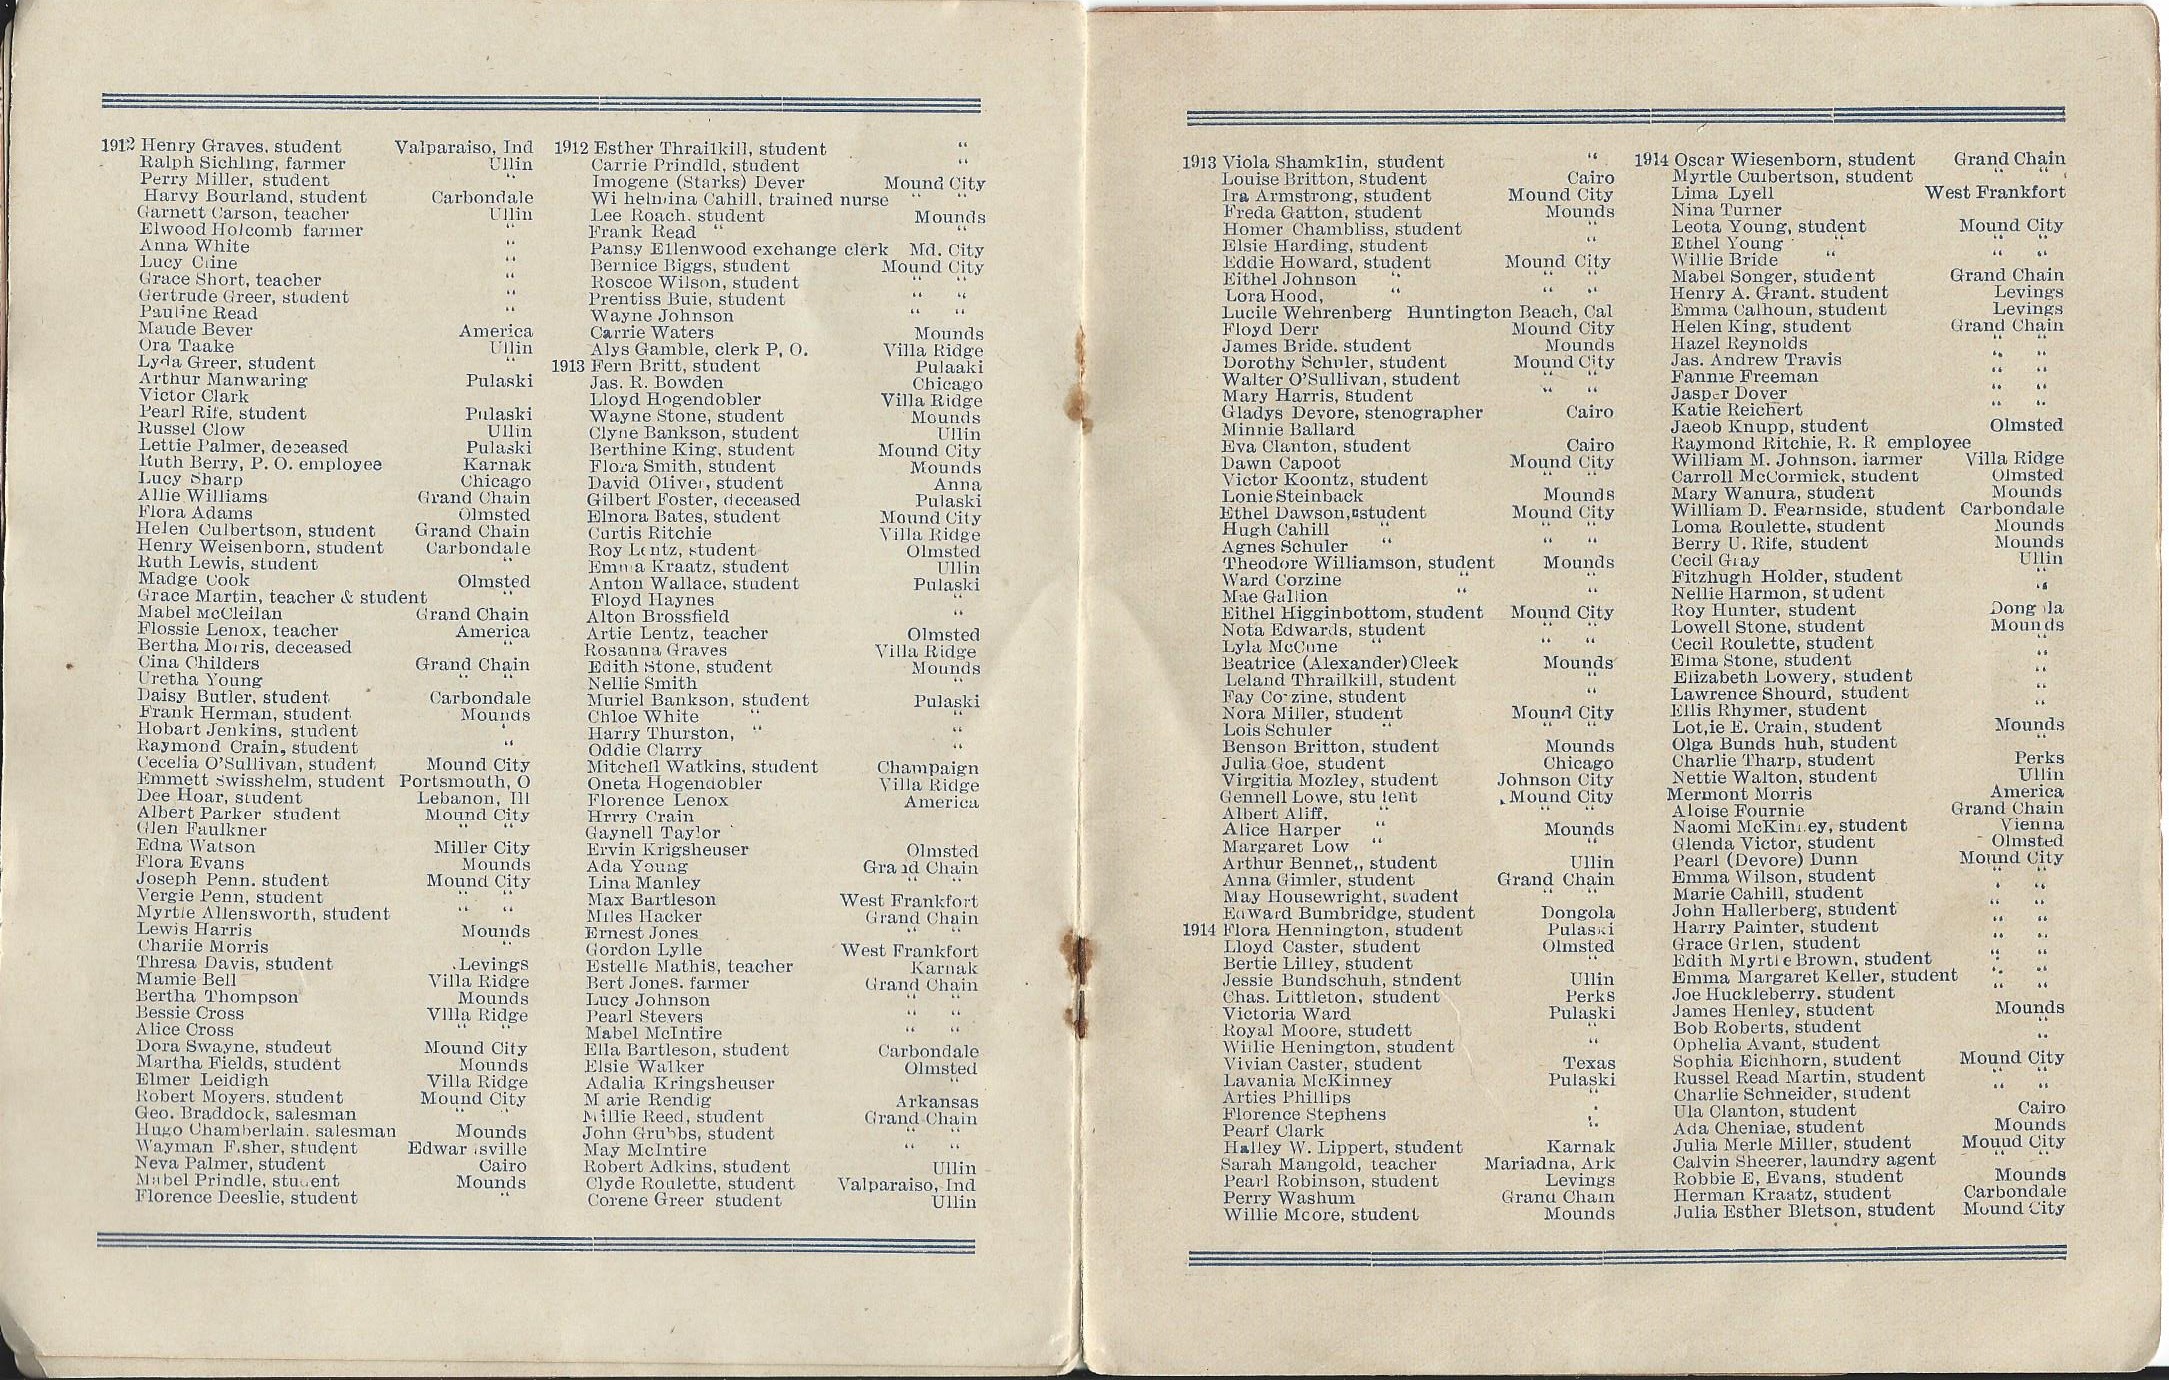 1912 Henry Graves, student Valparaiso, Ind
Ralph Sichling, farmer Ullin
Perry Miller, student "
Harvy Bourland, student Carbondale
Garnett Carson, teacher Ullin
Elwood Holcomb farmer "
Anna White "
Lucy Cline "
Grace Short, teacher "
Gertrude Greer, student "
Pauline Read "
Maude Bever America
Ora Taake Ullin
Lyda Greer, student "
Arthur Manwaring Pulaski
Victor Clark
Pearl Rife, student Pulaski
Russel Clow Ullin
Lettie Palmer, deceased Pulaski
Ruth Berry, P. O. employee Karnak
Lucy Sharp Chicago
Allie Williams Grand Chain
Flora Adams Olmsted
Helen Culbertson, student Grand Chain
Henry Weisenborn, student Carbondale
Ruth Lewis, student "
Madge Cook Olmsted
Grace Martin, teacher & student "
Mabel McClellan Grand Chain
Flossie Lenox, teacher America
Bertha Morris, deceased "
Cina Childers Grand Chain
Uretha Young " "
Daisy Butler, student Carbondale
Frank Herman, student Mounds
Hobart Jenkins, student "
Raymond Crain, student "
Cecelia O'Sullivan, student Mound City
Emmett Swisshelm, student Portsmouth, O
Dee Hoar, student Lebanon, Ill
Albert Parker student Mound City
Glen Faulkner " "
Edna Watson Miller City
Flora Evans Mounds
Joseph Penn. student Mound City
Vergie Penn, student " "
Myrtle Allensworth, student " "
Lewis Harris Mounds
Charlie Morris "
Thresa Davis, student Levings
Mamie Bell Villa Ridge
Bertha Thompson Mounds
Bessie Cross Villa Ridge
Alice Cross " "
Dora Swayne, student Mound City
Martha Fields, student Mounds
Elmer Leidigh Villa Ridge
Robert Moyers. student Mound City
Geo. Braddock, salesman " "
Hugo Chamberlain. salesman Mounds
Wayman Fisher, student Edwar sville
Neva Palmer, student Cairo
Mabel Prindle, student Mounds
Florence Deeslie, student "
1912 Esther Thrailkill, student "
Carrie Prindld, student "
Imogene (Starks) Dever Mound City
Wi helmina Cahill, trained nurse " "
Lee Roach. student Mounds
Frank Read " "
Pansy Ellenwood exchange clerk Md. City
Bernice Biggs, student Mound City
Roscoe Wilson, student " "
Prentiss Buie, student " "
Wayne Johnson " "
Carrie Waters Mounds
Alys Gamble, clerk P, O. Villa Ridge
1913 Fern Britt, student Pulaaki
Jas. R. Bowden Chicago
Lloyd Hogendobler Villa Ridge
Wayne Stone, student Mounds
Clyne Bankson, student Ullin
Berthine King, student Mound City
Flora Smith, student Mounds
David Oliver, student Anna
Gilbert Foster, deceased Pulaski
Elnora Bates, student Mound City
Curtis Ritchie Villa Ridge
Roy Lentz, student Olmsted
Emma Kraatz, student Ullin
Anton Wallace, student Pulaski
Floyd Haynes "
Alton Brossfield "
Artie Lentz, teacher Olmsted
Rosanna Graves Villa Ridge
Edith Stone, student Mounds
Nellie Smith "
Muriel Bankson, student Pulaski
Chloe White " "
Harry Thurston, " "
Oddie Clarry "
Mitchell Watkins, student Champaign
Oneta Hogendobler Villa Ridge
Florence Lenox America
Hrrry Crain
Gaynell Taylor
Ervin Krigsheuser Olmsted
Ada Young Grand Chain
Lina Manley " "
Max Bartleson West Frankfort
Miles Hacker Grand Chain
Ernest Jones " "
Gordon Lylle West Frankfort
Estelle Mathis, teacher Karnak
Bert Jones. farmer Grand Chain
Lucy Johnson " "
Pearl Stevers " "
Mabel McIntire " "
Ella Bartleson, student Carbondale
Elsie Walker Olmsted
Adalia Kringsheuser "
Marie Rendig Arkansas
Millie Reed, student Grand Chain
John Grubbs, student " "
May McIntire " "
Robert Adkins, student Ullin
Clyde Roulette, student Valparaiso, Ind
Corene Greer student Ullin
1913 Viola Shamklin, student "
Louise Britton, student Cairo
Ira Armstrong, student Mound City
Freda Gatton, student Mounds
Homer Chambliss, student "
Elsie Harding, student "
Eddie Howard, student Mound City
Eithel Johnson " " "
Lora Hood, " " "
Lucile Wehrenberg Huntington Beach, Cal
Floyd Derr Mound City
James Bride. student Mounds
Dorothy Schuler, student Mound City
Walter O'Sullivan, student " "
Mary Harris, student " "
Gladys Devore, stenographer Cairo
Minnie Ballard
Eva Clanton, student Cairo
Dawn Capoot Mound City
Victor Koontz, student " "
Lonie Steinback Mounds
Ethel Dawson, student Mound City
Hugh Cahill " " "
Agnes Schuler " " "
Theodore Williamson, student Mounds
Ward Corzine " "
Mae Gallion " "
Eithel Higginbottom, student Mound City
Nota Edwards, student " "
Lyla McCune " "
Beatrice (Alexander) Cleek Mounds
Leland Thrailkill, student "
Fay Corzine, student "
Nora Miller, student Mound City
Lois Schuler " " "
Benson Britton, student Mounds
Julia Goe, student Chicago
Virgitia Mozley, student Johnson City
Gennell Lowe, student Mound City
Albert Aliff, " " "
Alice Harper " Mounds
Margaret Low " "
Arthur Bennet,, student Ullin
Anna Gimler, student Grand Chain
May Housewright, student " "
Edward Bumbridge, student Dongola
1914 Flora Hennington, student Pulaski
Lloyd Caster, student Olmsted
Bertie Lilley, student "
Jessie Bundschuh, student Ullin
Chas. Littleton, student Perks
Victoria Ward Pulaski
Royal Moore, studett "
Willie Henington, student "
Vivian Caster, student Texas
Lavania McKinney Pulaski
Arties Phillips "
Florence Stephens "
Pearf Clark "
Halley W. Lippert, student Karnak
Sarah Mangold, teacher Mariadna, Ark
Pearl Robinson, student Levings
Perry Washum Grand Chain
Willie Moore, student Mounds
1914 Oscar Wiesenborn, student Grand Chain
Myrtle Culbertson, student " "
Lima Lyell West Frankfort
Nina Turner
Leota Young, student Mound City
Ethel Young " " "
Willie Bride " " "
Mabel Songer, student Grand Chain
Henry A. Grant. student Levings
Emma Calhoun, student Levings
Helen King, student Grand Chain
Hazel Reynolds " "
Jas. Andrew Travis " "
Fannie Freeman " "
Jasper Dover " "
Katie Reichert " "
Jaeob Knupp, student Olmsted
Raymond Ritchie, R. R employee
William M. Johnson. farmer Villa Ridge
Carroll McCormick, student Olmsted
Mary Wanura, student Mounds
William D. Fearnside, student Carbondale
Loma Roulette, student Mounds
Berry U. Rife, student Mounds
Cecil Gray Ullin
Fitzhugh Holder, student "
Nellie Harmon, student "
Roy Hunter, student Dong la
Lowell Stone, student Mounds
Cecil Roulette, student "
Elma Stone, student "
Elizabeth Lowery, student "
Lawrence Shourd, student "
Ellis Rhymer, student "
Lot,ie E. Crain, student Mounds
Olga Bunds huh, student "
Charlie Tharp, student Perks
Nettie Walton, student Ullin
Mermont Morris America
Aloise Fournie Grand Chain
Naomi McKinney, student Vienna
Glenda Victor, student Olmsted
Pearl (Devore) Dunn Mound City
Emma Wilson, student " "
Marie Cahill, student " "
John Hallerberg, student " "
Harry Painter, student " "
Grace Grlen, student " "
Edith Myrtle Brown, student " "
Emma Margaret Keller, student " "
Joe Huckleberry. student " "
James Henley, student Mounds
Bob Roberts, student "
Ophelia Avant, student "
Sophia Eichhorn, student Mound City
Russel Read Martin, student " "
Charlie Schneider, student " "
Ula Clanton, student Cairo
Ada Cheniae, student Mounds
Julia Merle Miller, student Mouud City
Calvin Sheerer, laundry agent " "
Robbie E, Evans, student Mounds
Herman Kraatz, student Carbondale
Julia Esther Bletson, student Mound City